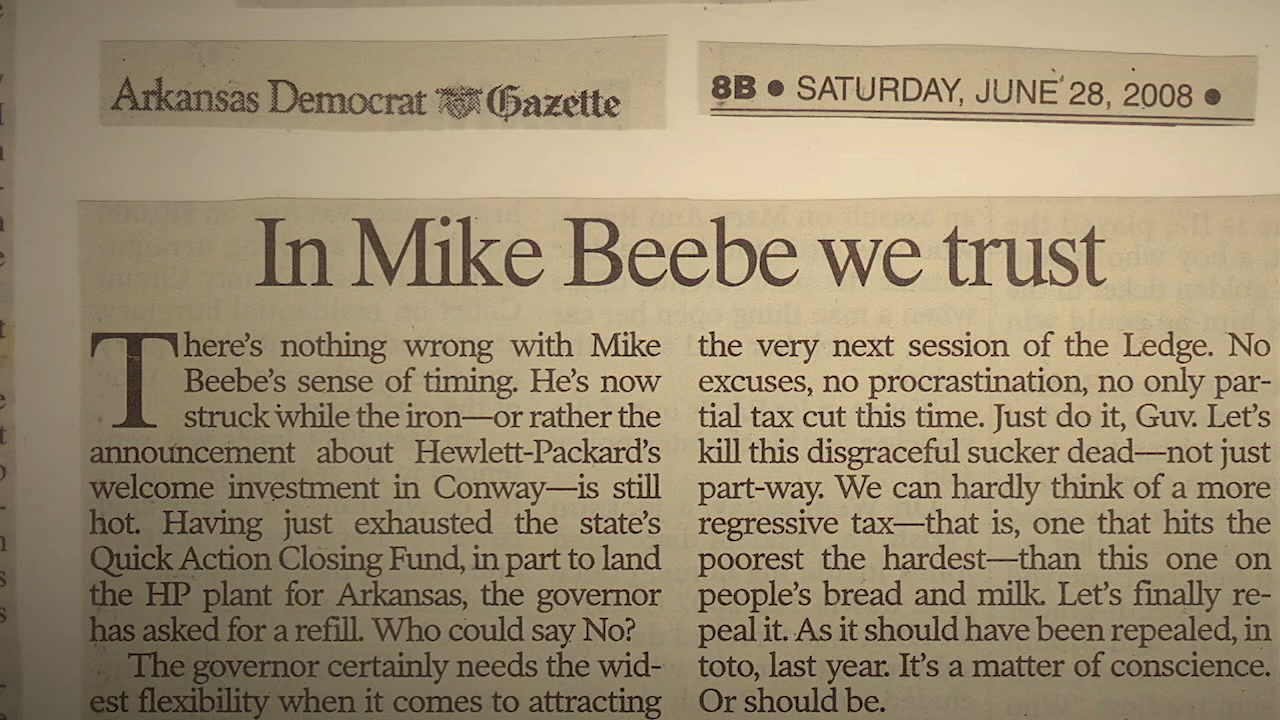 Arkansas Democrat Gazette
8B • SATURDAY, JUNE 28, 2008 •
In Mike Beebe we trust
There's nothing wrong with Mike
Beebe's sense of timing. He's now
struck while the iron—or rather the
announcement about Hewlett-Packard's
welcome investment in Conway—is still
hot. Having just exhausted the state's
Quick Action Closing Fund, in part to land
the HP plant for Arkansas, the governor
has asked for a refill. Who could say No?
The governor certainly needs the wid-
est flexibility when it comes to attracting
the very next session of the Ledge. No
excuses, no procrastination, no only par-
tial tax cut this time. Just do it, Guv. Let's
kill this disgraceful sucker dead—not just
part-way. We can hardly think of a more
regressive tax—that is, one that hits the
poorest the hardest—than this one on
people's bread and milk. Let's finally re-
peal it. As it should have been repealed, in
toto, last year. It's a matter of conscience.
Or should be.